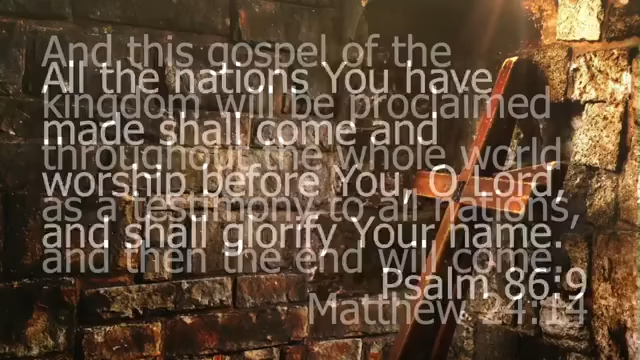 And this gospel of the
kingdom will be proclaimed
throughout the whole world
as a testimony to all nations,
and then the end will come.
Matthew 24:14
All the nations You have
made shall come and
worship before You, O Lord,
and shall glorify Your name.
Psalm 86:9